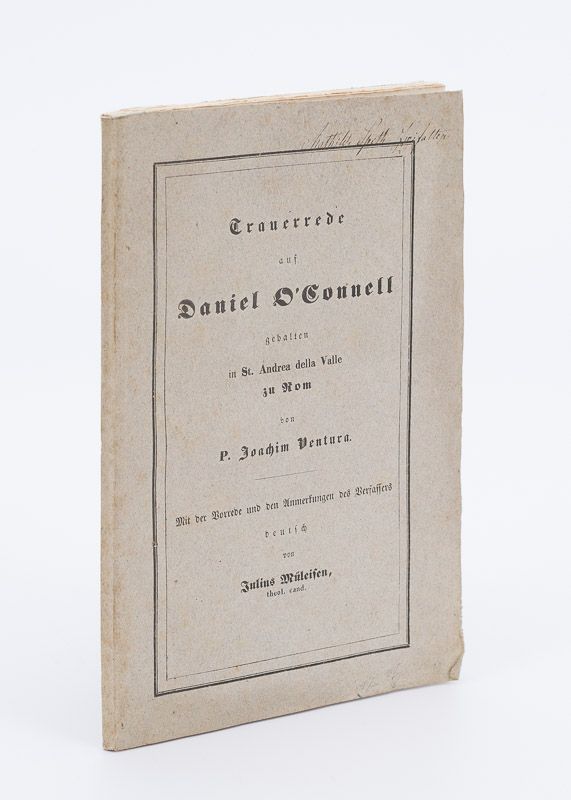 Trauerrede
auf
Daniel O'Connell
gehalten
in St. Andrea della Valle
zu Rom
von
P. Joachim Ventura.
Mit der Vorrede und den Anmerkungen des Verfassers
deutsch
von
Julius Müleisen,
theol. cand.